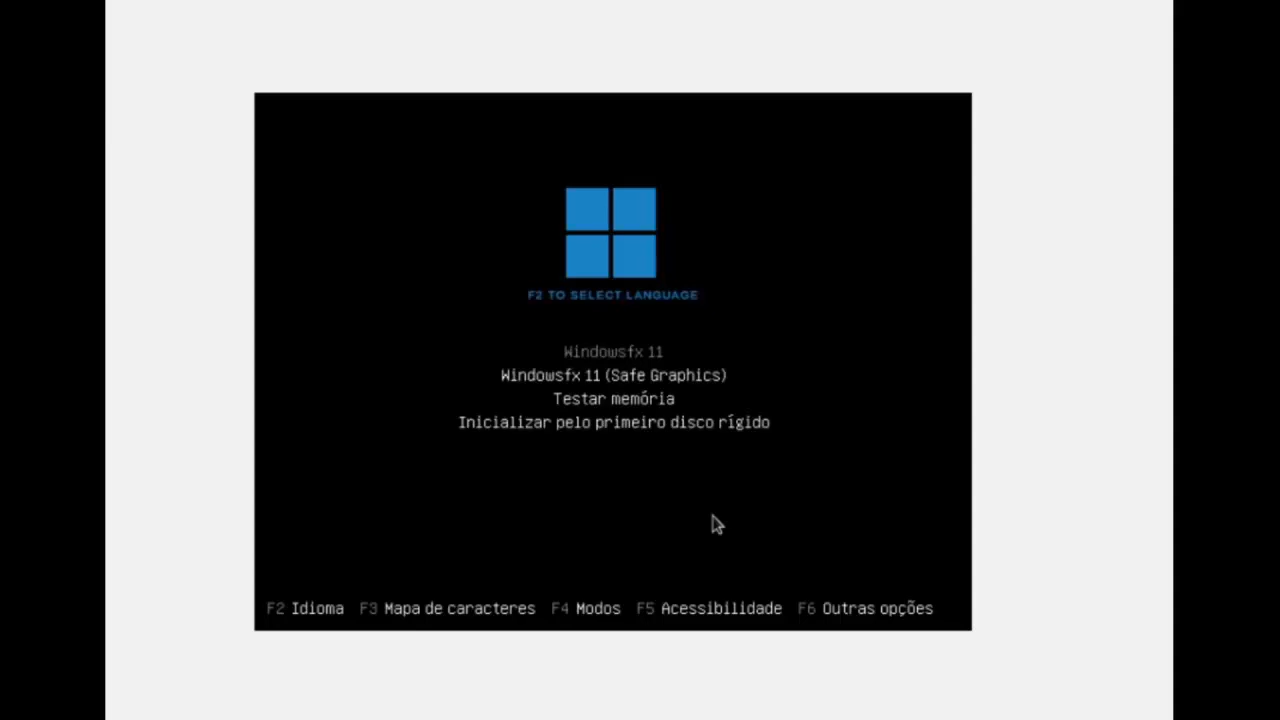 F2 TO SELECT LANGUAGE
Windowsfx 11
Windowsfx 11 (Safe Graphics)
Testar memória
Inicializar pelo primeiro disco rígido
F2 Idioma F3 Mapa de caracteres F4 Modos F5 Acessibilidade F6 Outras opções